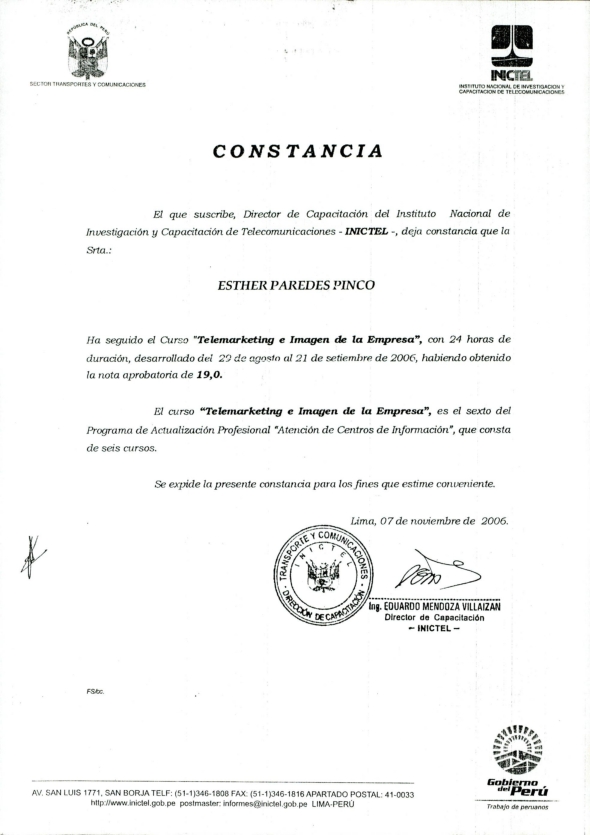 REPÚBLICA DEL PERÚ
SECTOR TRANSPORTES Y COMUNICACIONES
INICTEL
INSTITUTO NACIONAL DE INVESTIGACION Y
CAPACITACION DE TELECOMUNICACIONES
CONSTANCIA
El que suscribe, Director de Capacitación del Instituto Nacional de
Investigación y Capacitación de Telecomunicaciones - INICTEL -, deja constancia que la
Srta.:
ESTHER PAREDES PINCO
Ha seguido el Curso "Telemarketing e Imagen de la Empresa", con 24 horas de
duración, desarrollado del 29 de agosto al 21 de setiembre de 2006, habiendo obtenido
la nota aprobatoria de 19,0.
El curso "Telemarketing e Imagen de la Empresa", es el sexto del
Programa de Actualización Profesional "Atención de Centros de Información", que consta
de seis cursos.
Se expide la presente constancia para los fines que estime conveniente.
Lima, 07 de noviembre de 2006.
TRANSPORTE Y COMUNICACIONES
INICTEL
DIRECCIÓN DE CAPACITACIÓN
Ing. EDUARDO MENDOZA VILLAIZAN
Director de Capacitación
- INICTEL -
FS/bc.
Gobierno
del Perú
Trabajo de peruanos
AV. SAN LUIS 1771, SAN BORJA TELF: (51-1)346-1808 FAX: (51-1)346-1816 APARTADO POSTAL: 41-0033
http://www.inictel.gob.pe postmaster: informes@inictel.gob.pe LIMA-PERÚ